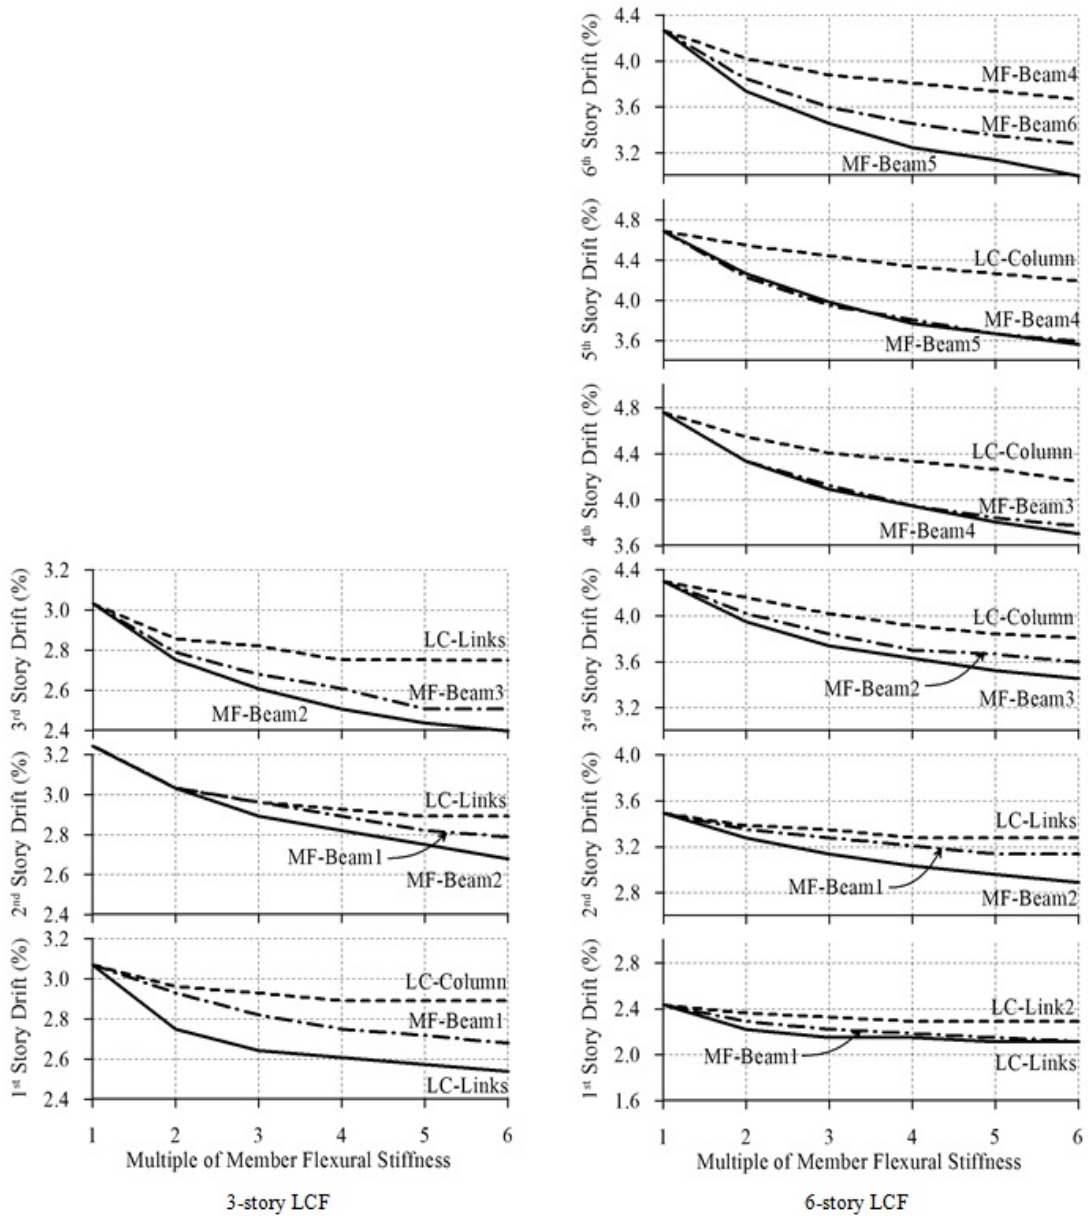 6th Story Drift (%)
4.4
4.0
3.6
3.2
MF-Beam4
MF-Beam6
MF-Beam5
5th Story Drift (%)
4.8
4.4
4.0
3.6
LC-Column
MF-Beam4
MF-Beam5
4th Story Drift (%)
4.8
4.4
4.0
3.6
LC-Column
MF-Beam3
MF-Beam4
3rd Story Drift (%)
3.2
3.0
2.8
2.6
2.4
LC-Links
MF-Beam3
MF-Beam2
3rd Story Drift (%)
4.4
4.0
3.6
3.2
LC-Column
MF-Beam2
MF-Beam3
2nd Story Drift (%)
3.2
3.0
2.8
2.6
2.4
LC-Links
MF-Beam1
MF-Beam2
2nd Story Drift (%)
4.0
3.6
3.2
2.8
LC-Links
MF-Beam1
MF-Beam2
1st Story Drift (%)
3.2
3.0
2.8
2.6
2.4
LC-Column
MF-Beam1
LC-Links
1 2 3 4 5 6
Multiple of Member Flexural Stiffness
3-story LCF
1st Story Drift (%)
2.8
2.4
2.0
1.6
LC-Link2
MF-Beam1
LC-Links
1 2 3 4 5 6
Multiple of Member Flexural Stiffness
6-story LCF